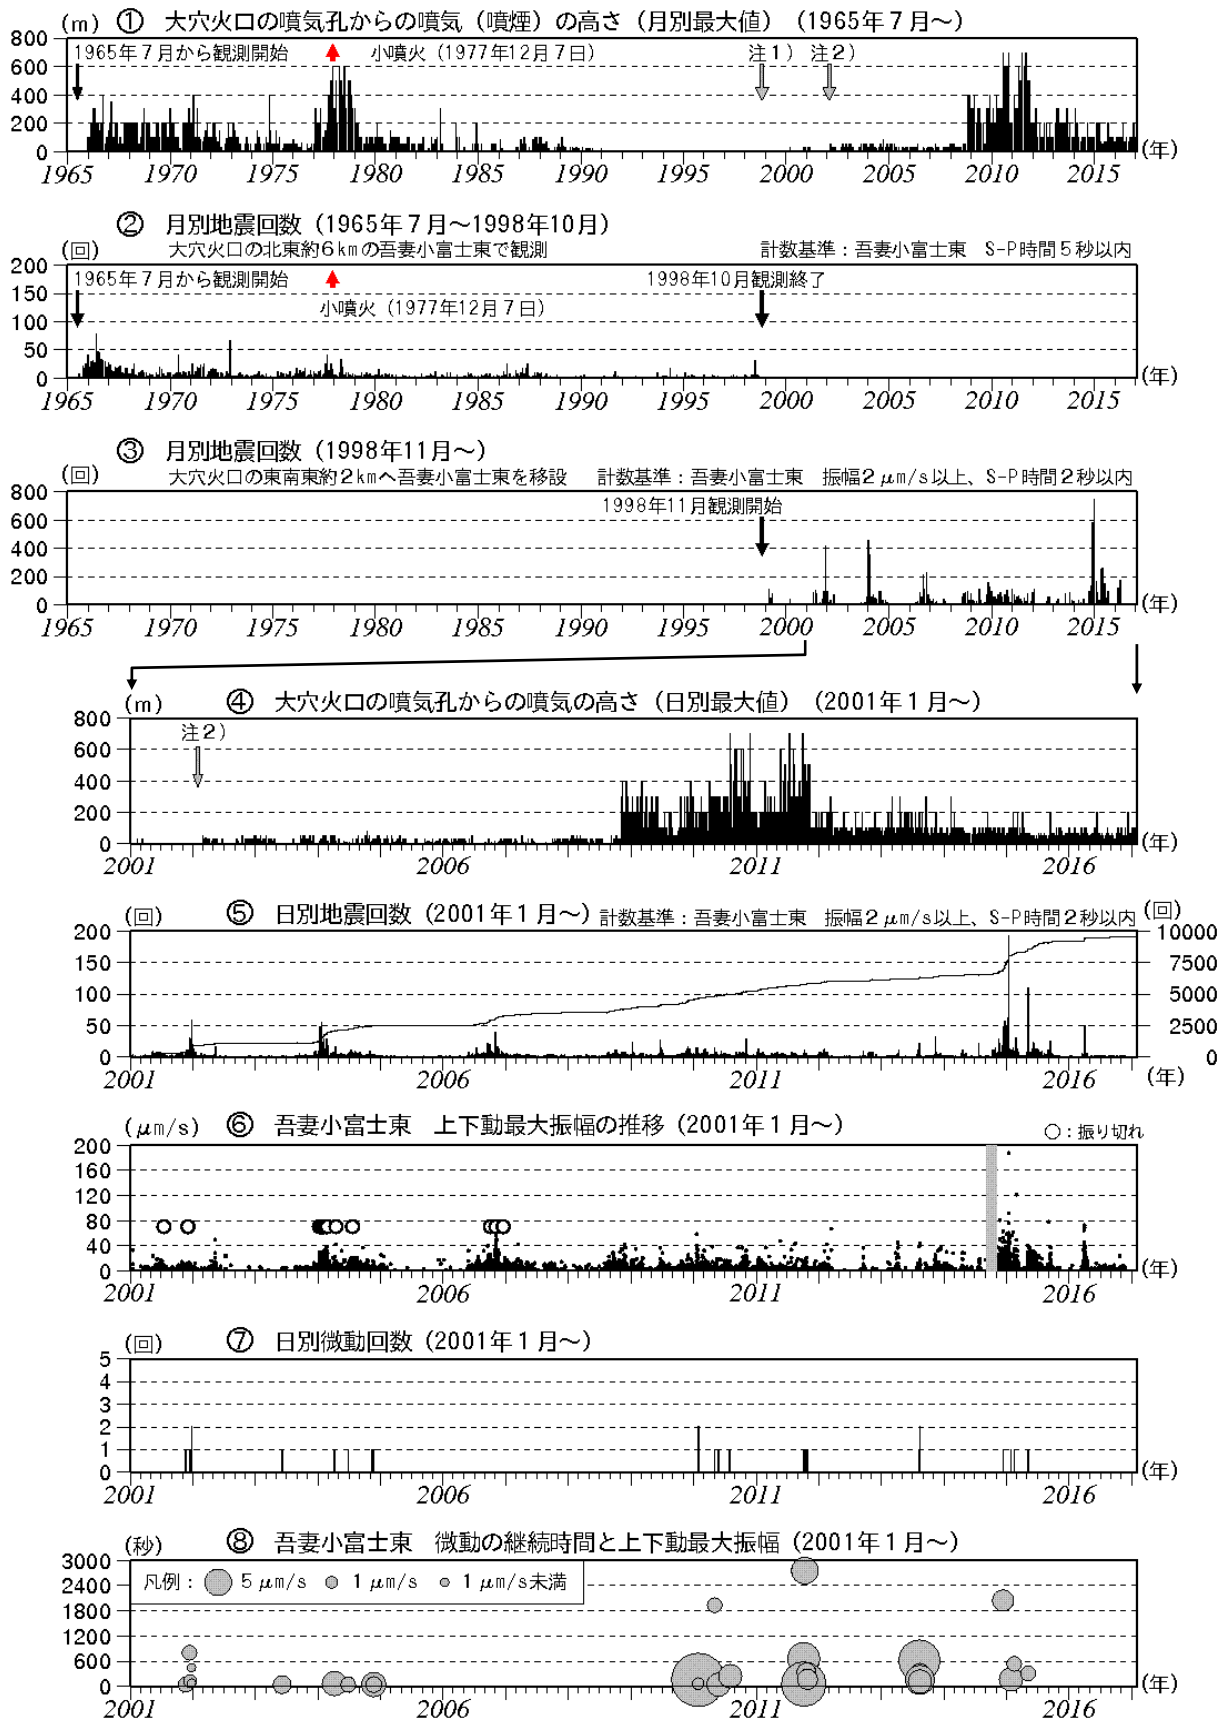 (m) ① 大穴火口の噴気孔からの噴気（噴煙）の高さ（月別最大値）（1965年７月～）
800
600
400
200
0
1965年７月から観測開始
小噴火（1977年12月７日）
注１）
注２）
1965 1970 1975 1980 1985 1990 1995 2000 2005 2010 2015 (年)
② 月別地震回数（1965年７月～1998年10月）
(回) 大穴火口の北東約６kmの吾妻小富士東で観測 計数基準：吾妻小富士東 S-P時間５秒以内
200
150
100
50
0
1965年７月から観測開始
小噴火（1977年12月７日）
1998年10月観測終了
1965 1970 1975 1980 1985 1990 1995 2000 2005 2010 2015 (年)
③ 月別地震回数（1998年11月～）
(回) 大穴火口の東南東約２kmへ吾妻小富士東を移設 計数基準：吾妻小富士東 振幅２μm/s以上、S-P時間２秒以内
800
600
400
200
0
1998年11月観測開始
1965 1970 1975 1980 1985 1990 1995 2000 2005 2010 2015 (年)
(m) ④ 大穴火口の噴気孔からの噴気の高さ（日別最大値）（2001年１月～）
800
600
400
200
0
注２）
2001 2006 2011 2016 (年)
(回) ⑤ 日別地震回数（2001年１月～） 計数基準：吾妻小富士東 振幅２μm/s以上、S-P時間２秒以内 (回)
200 10000
150 7500
100 5000
50 2500
0 0
2001 2006 2011 2016 (年)
(μm/s) ⑥ 吾妻小富士東 上下動最大振幅の推移（2001年１月～） ○：振り切れ
200
160
120
80
40
0
2001 2006 2011 2016 (年)
(回) ⑦ 日別微動回数（2001年１月～）
5
4
3
2
1
0
2001 2006 2011 2016 (年)
(秒) ⑧ 吾妻小富士東 微動の継続時間と上下動最大振幅（2001年１月～）
3000
2400
1800
1200
600
0
凡例： 5 μm/s 1 μm/s 1 μm/s未満
2001 2006 2011 2016 (年)